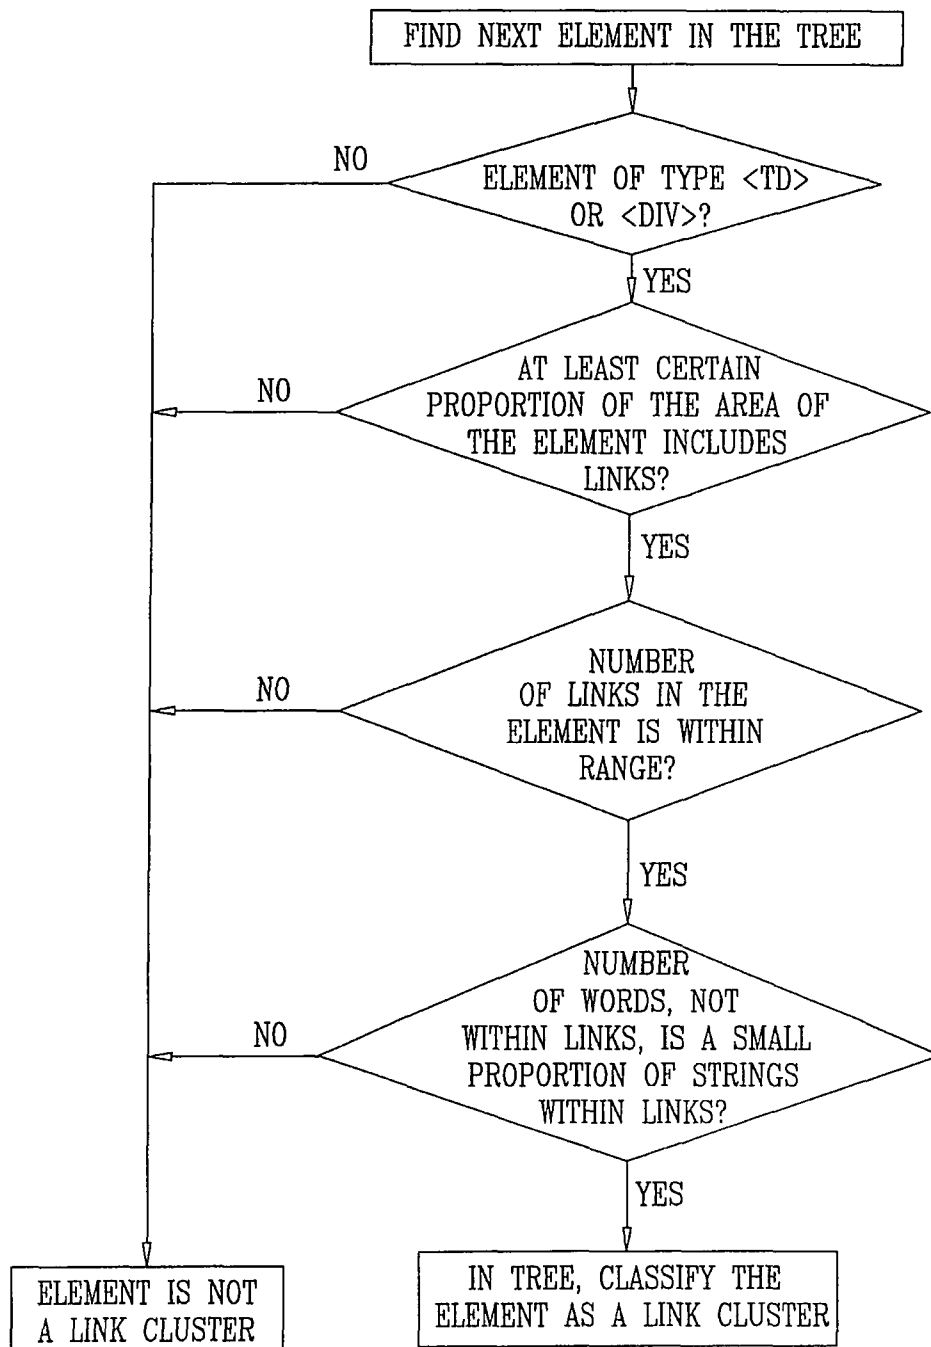 FIND NEXT ELEMENT IN THE TREE
NO
ELEMENT OF TYPE <TD>
OR <DIV>?
YES
AT LEAST CERTAIN
PROPORTION OF THE AREA OF
THE ELEMENT INCLUDES
LINKS?
NO
YES
NUMBER
OF LINKS IN THE
ELEMENT IS WITHIN
RANGE?
NO
YES
NUMBER
OF WORDS, NOT
WITHIN LINKS, IS A SMALL
PROPORTION OF STRINGS
WITHIN LINKS?
NO
YES
ELEMENT IS NOT
A LINK CLUSTER
IN TREE, CLASSIFY THE
ELEMENT AS A LINK CLUSTER